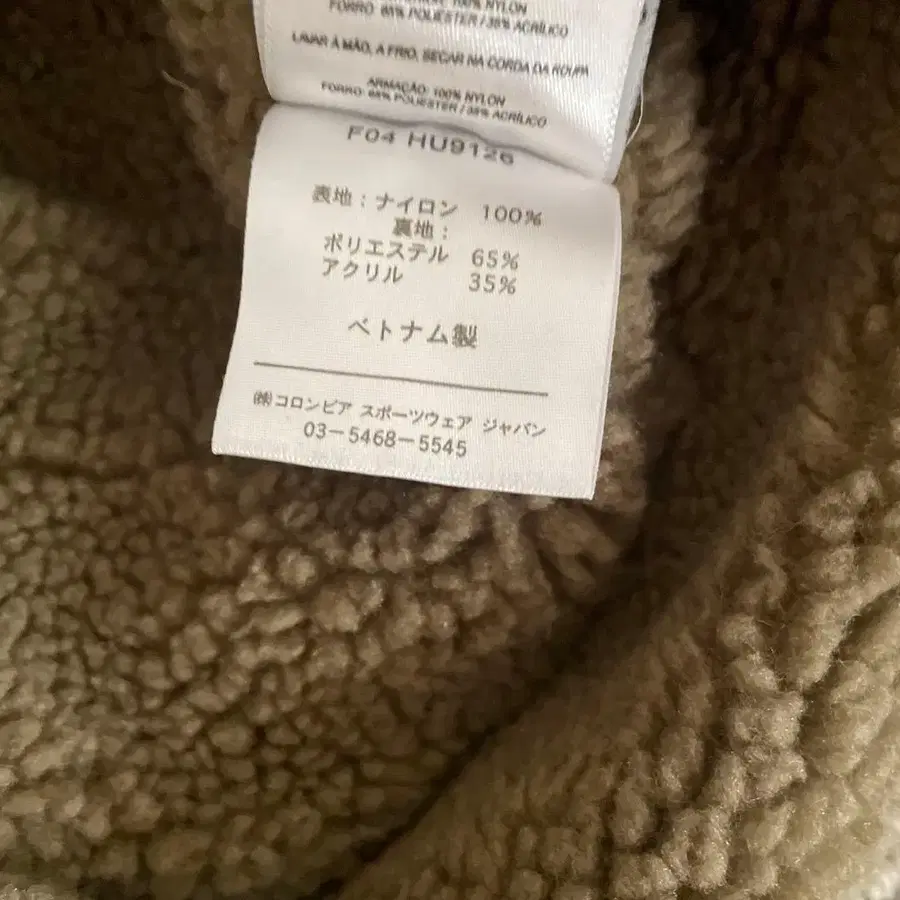 100% NYLON
FORRO: 65% POLIESTER / 35% ACRÍLICO
LAVAR À MÃO, A FRIO, SECAR NA CORDA DA ROUPA
ARMAÇÃO: 100% NYLON
FORRO: 65% POLIESTER / 35% ACRÍLICO
F04 HU9126
表地：ナイロン 100%
裏地：
ポリエステル 65%
アクリル 35%
ベトナム製
㈱コロンビア スポーツウェア ジャパン
03-5468-5545